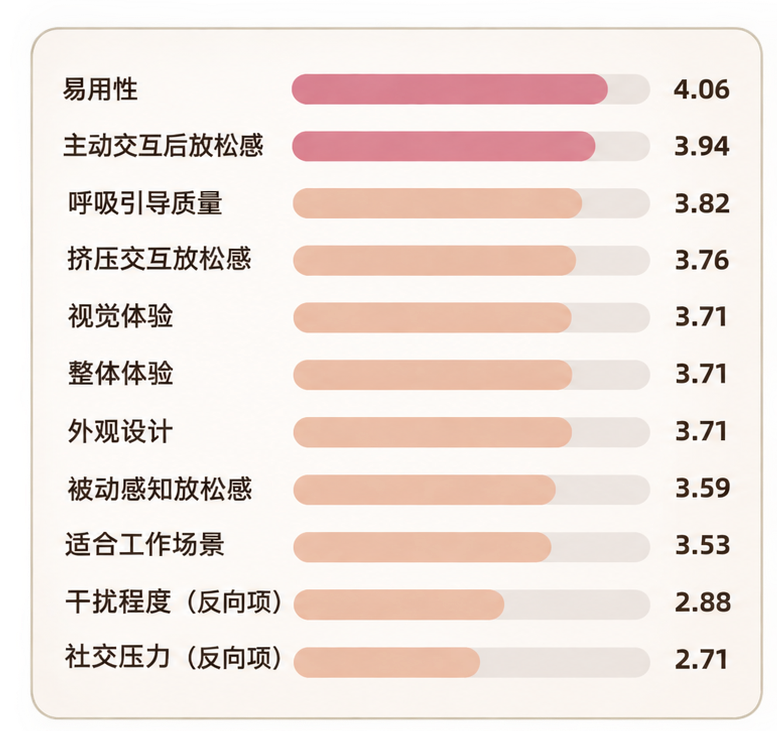 易用性 4.06
主动交互后放松感 3.94
呼吸引导质量 3.82
挤压交互放松感 3.76
视觉体验 3.71
整体体验 3.71
外观设计 3.71
被动感知放松感 3.59
适合工作场景 3.53
干扰程度（反向项） 2.88
社交压力（反向项） 2.71